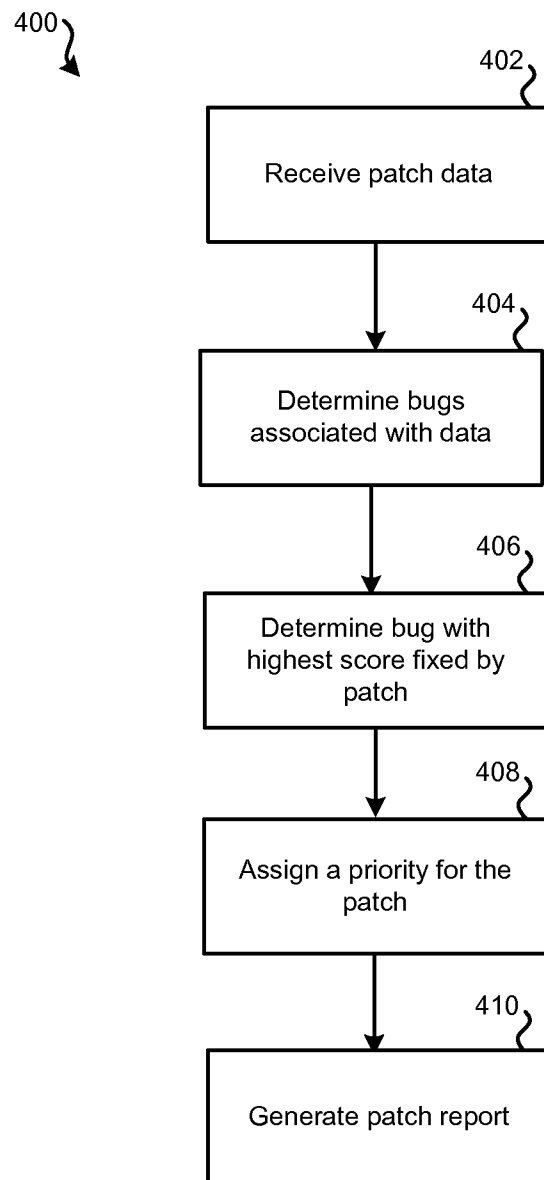 400
402
Receive patch data
404
Determine bugs
associated with data
406
Determine bug with
highest score fixed by
patch
408
Assign a priority for the
patch
410
Generate patch report